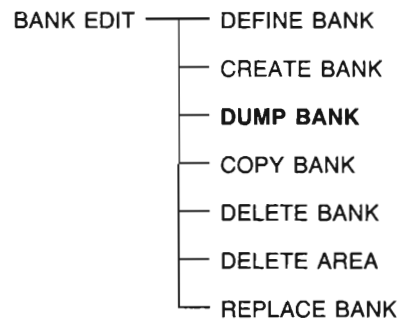 BANK EDIT DEFINE BANK
CREATE BANK
DUMP BANK
COPY BANK
DELETE BANK
DELETE AREA
REPLACE BANK